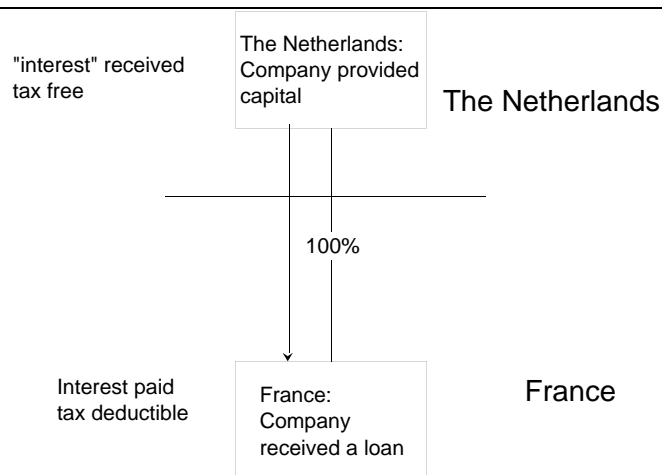 "interest" received
tax free
The Netherlands:
Company provided
capital
The Netherlands
100%
Interest paid
tax deductible
France:
Company
received a loan
France